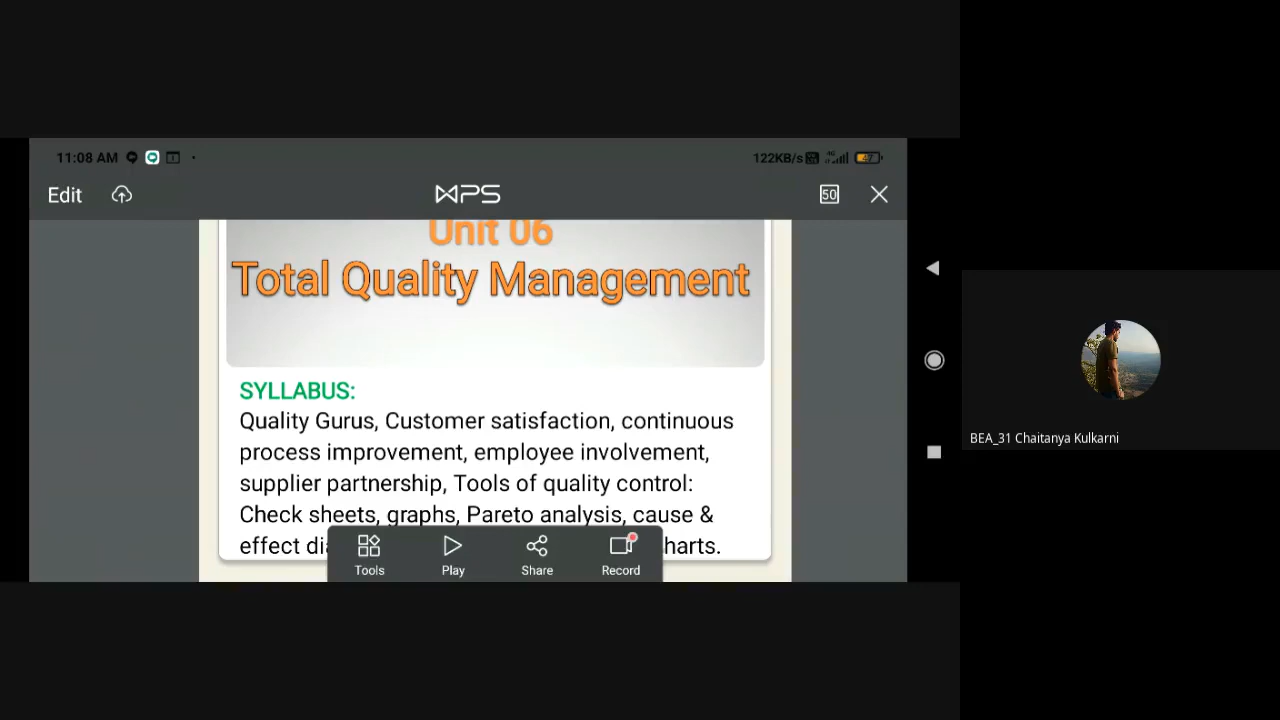 11:08 AM
122KB/s
47
Edit
WPS
50
Unit 06
Total Quality Management
SYLLABUS:
Quality Gurus, Customer satisfaction, continuous
process improvement, employee involvement,
supplier partnership, Tools of quality control:
Check sheets, graphs, Pareto analysis, cause &
effect harts.
Tools
Play
Share
Record
BEA_31 Chaitanya Kulkarni